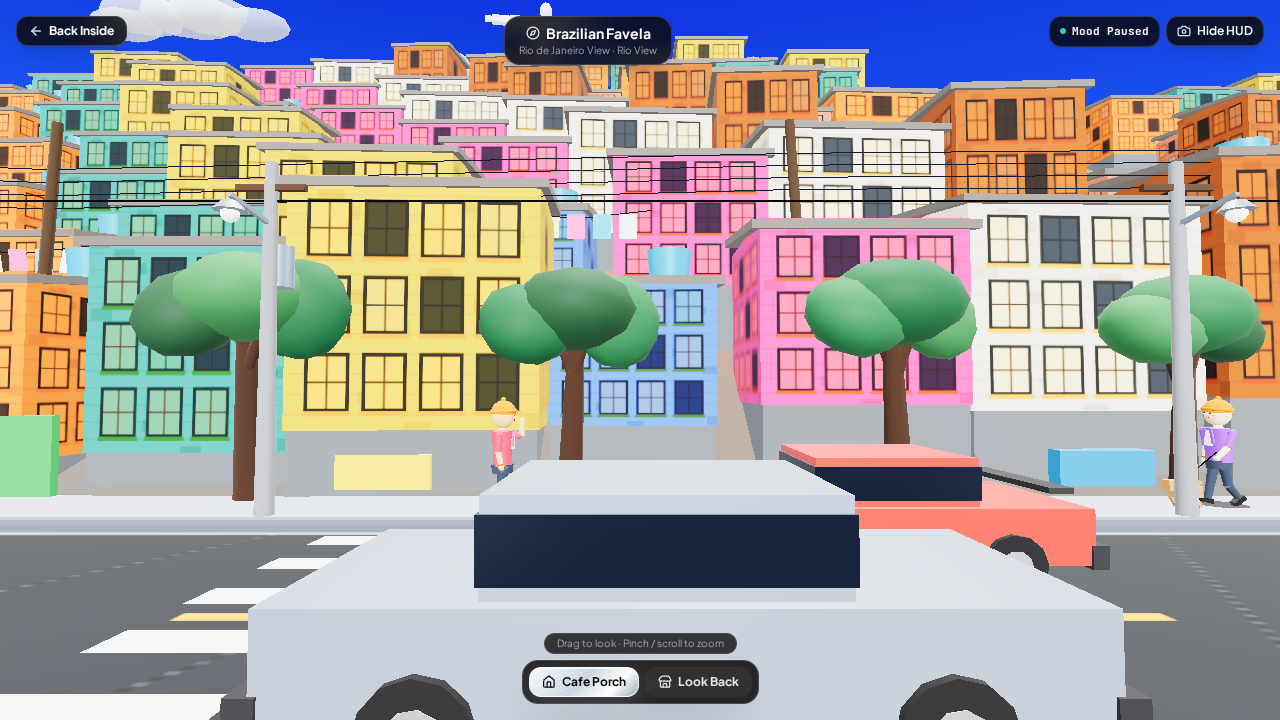 Back Inside
Brazilian Favela
Rio de Janeiro View · Rio View
Mood Paused
Hide HUD
Drag to look · Pinch / scroll to zoom
Cafe Porch
Look Back